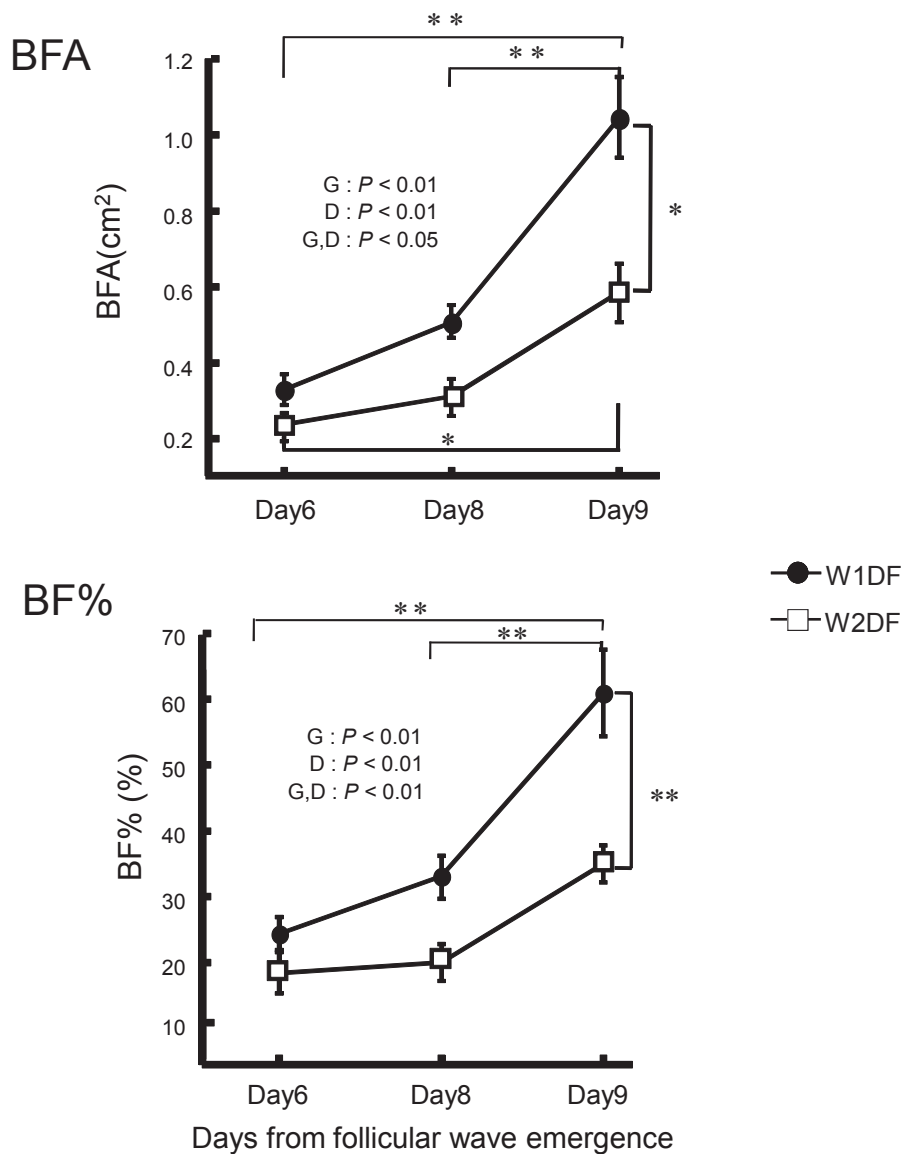 BFA
**
**
1.2
1.0
0.8
0.6
0.4
0.2
BFA(cm²)
G : P < 0.01
D : P < 0.01
G,D : P < 0.05
*
*
Day6 Day8 Day9
W1DF
W2DF
BF%
**
**
70
60
50
40
30
20
10
BF% (%)
G : P < 0.01
D : P < 0.01
G,D : P < 0.01
**
Day6 Day8 Day9
Days from follicular wave emergence